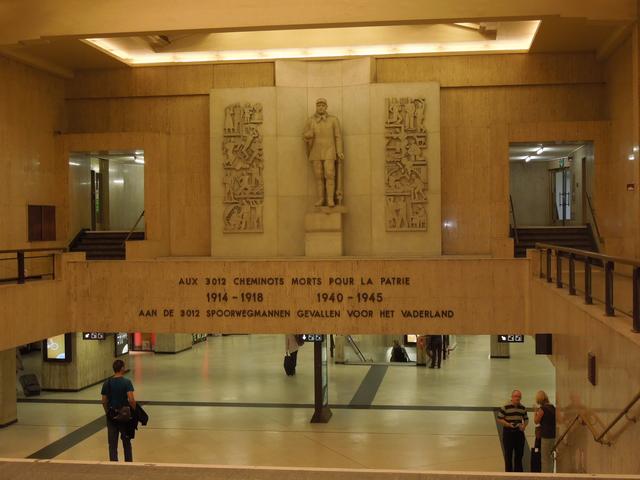 AUX 3012 CHEMINOTS MORTS POUR LA PATRIE
1914-1918 1940-1945
AAN DE 3012 SPOORWEGMANNEN GEVALLEN VOOR HET VADERLAND